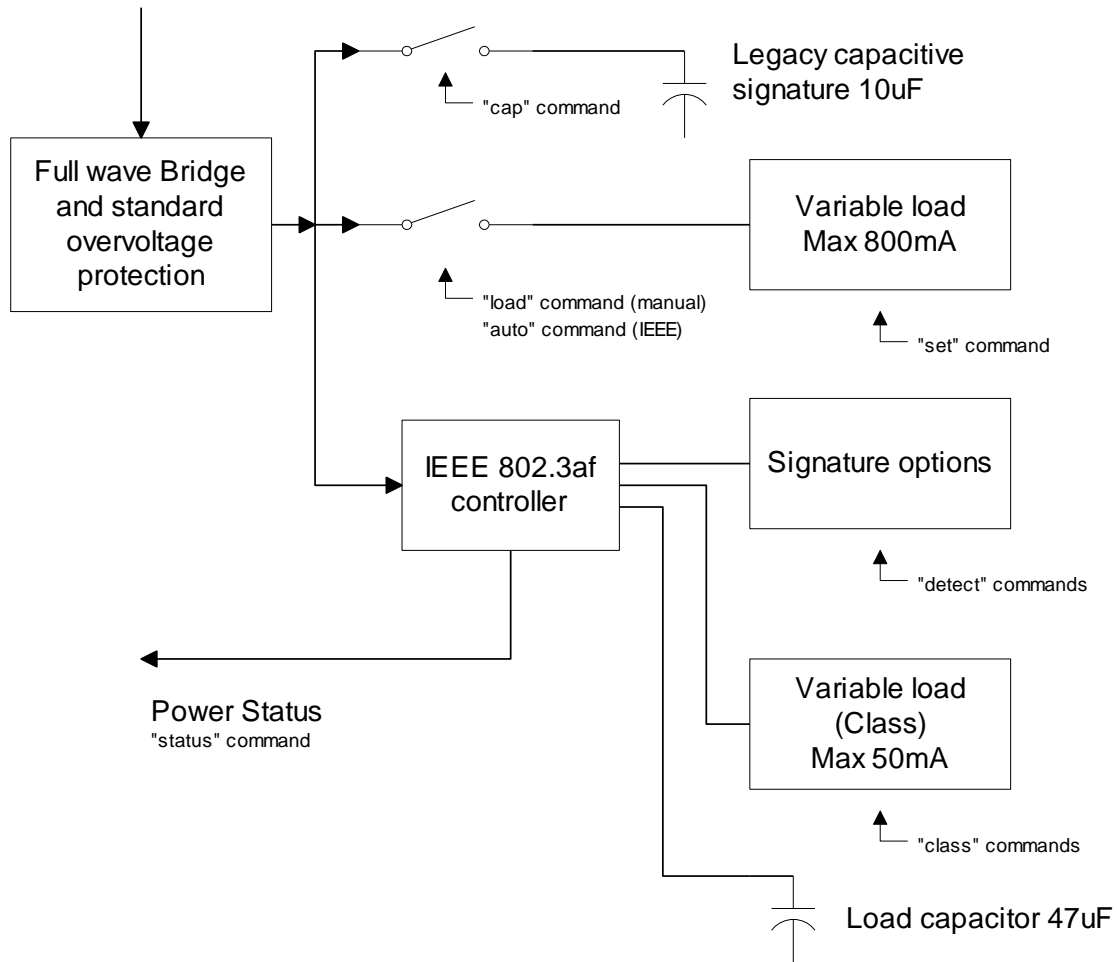 Legacy capacitive
signature 10uF
"cap" command
Full wave Bridge
and standard
overvoltage
protection
Variable load
Max 800mA
"load" command (manual)
"auto" command (IEEE)
"set" command
IEEE 802.3af
controller
Signature options
"detect" commands
Power Status
"status" command
Variable load
(Class)
Max 50mA
"class" commands
Load capacitor 47uF